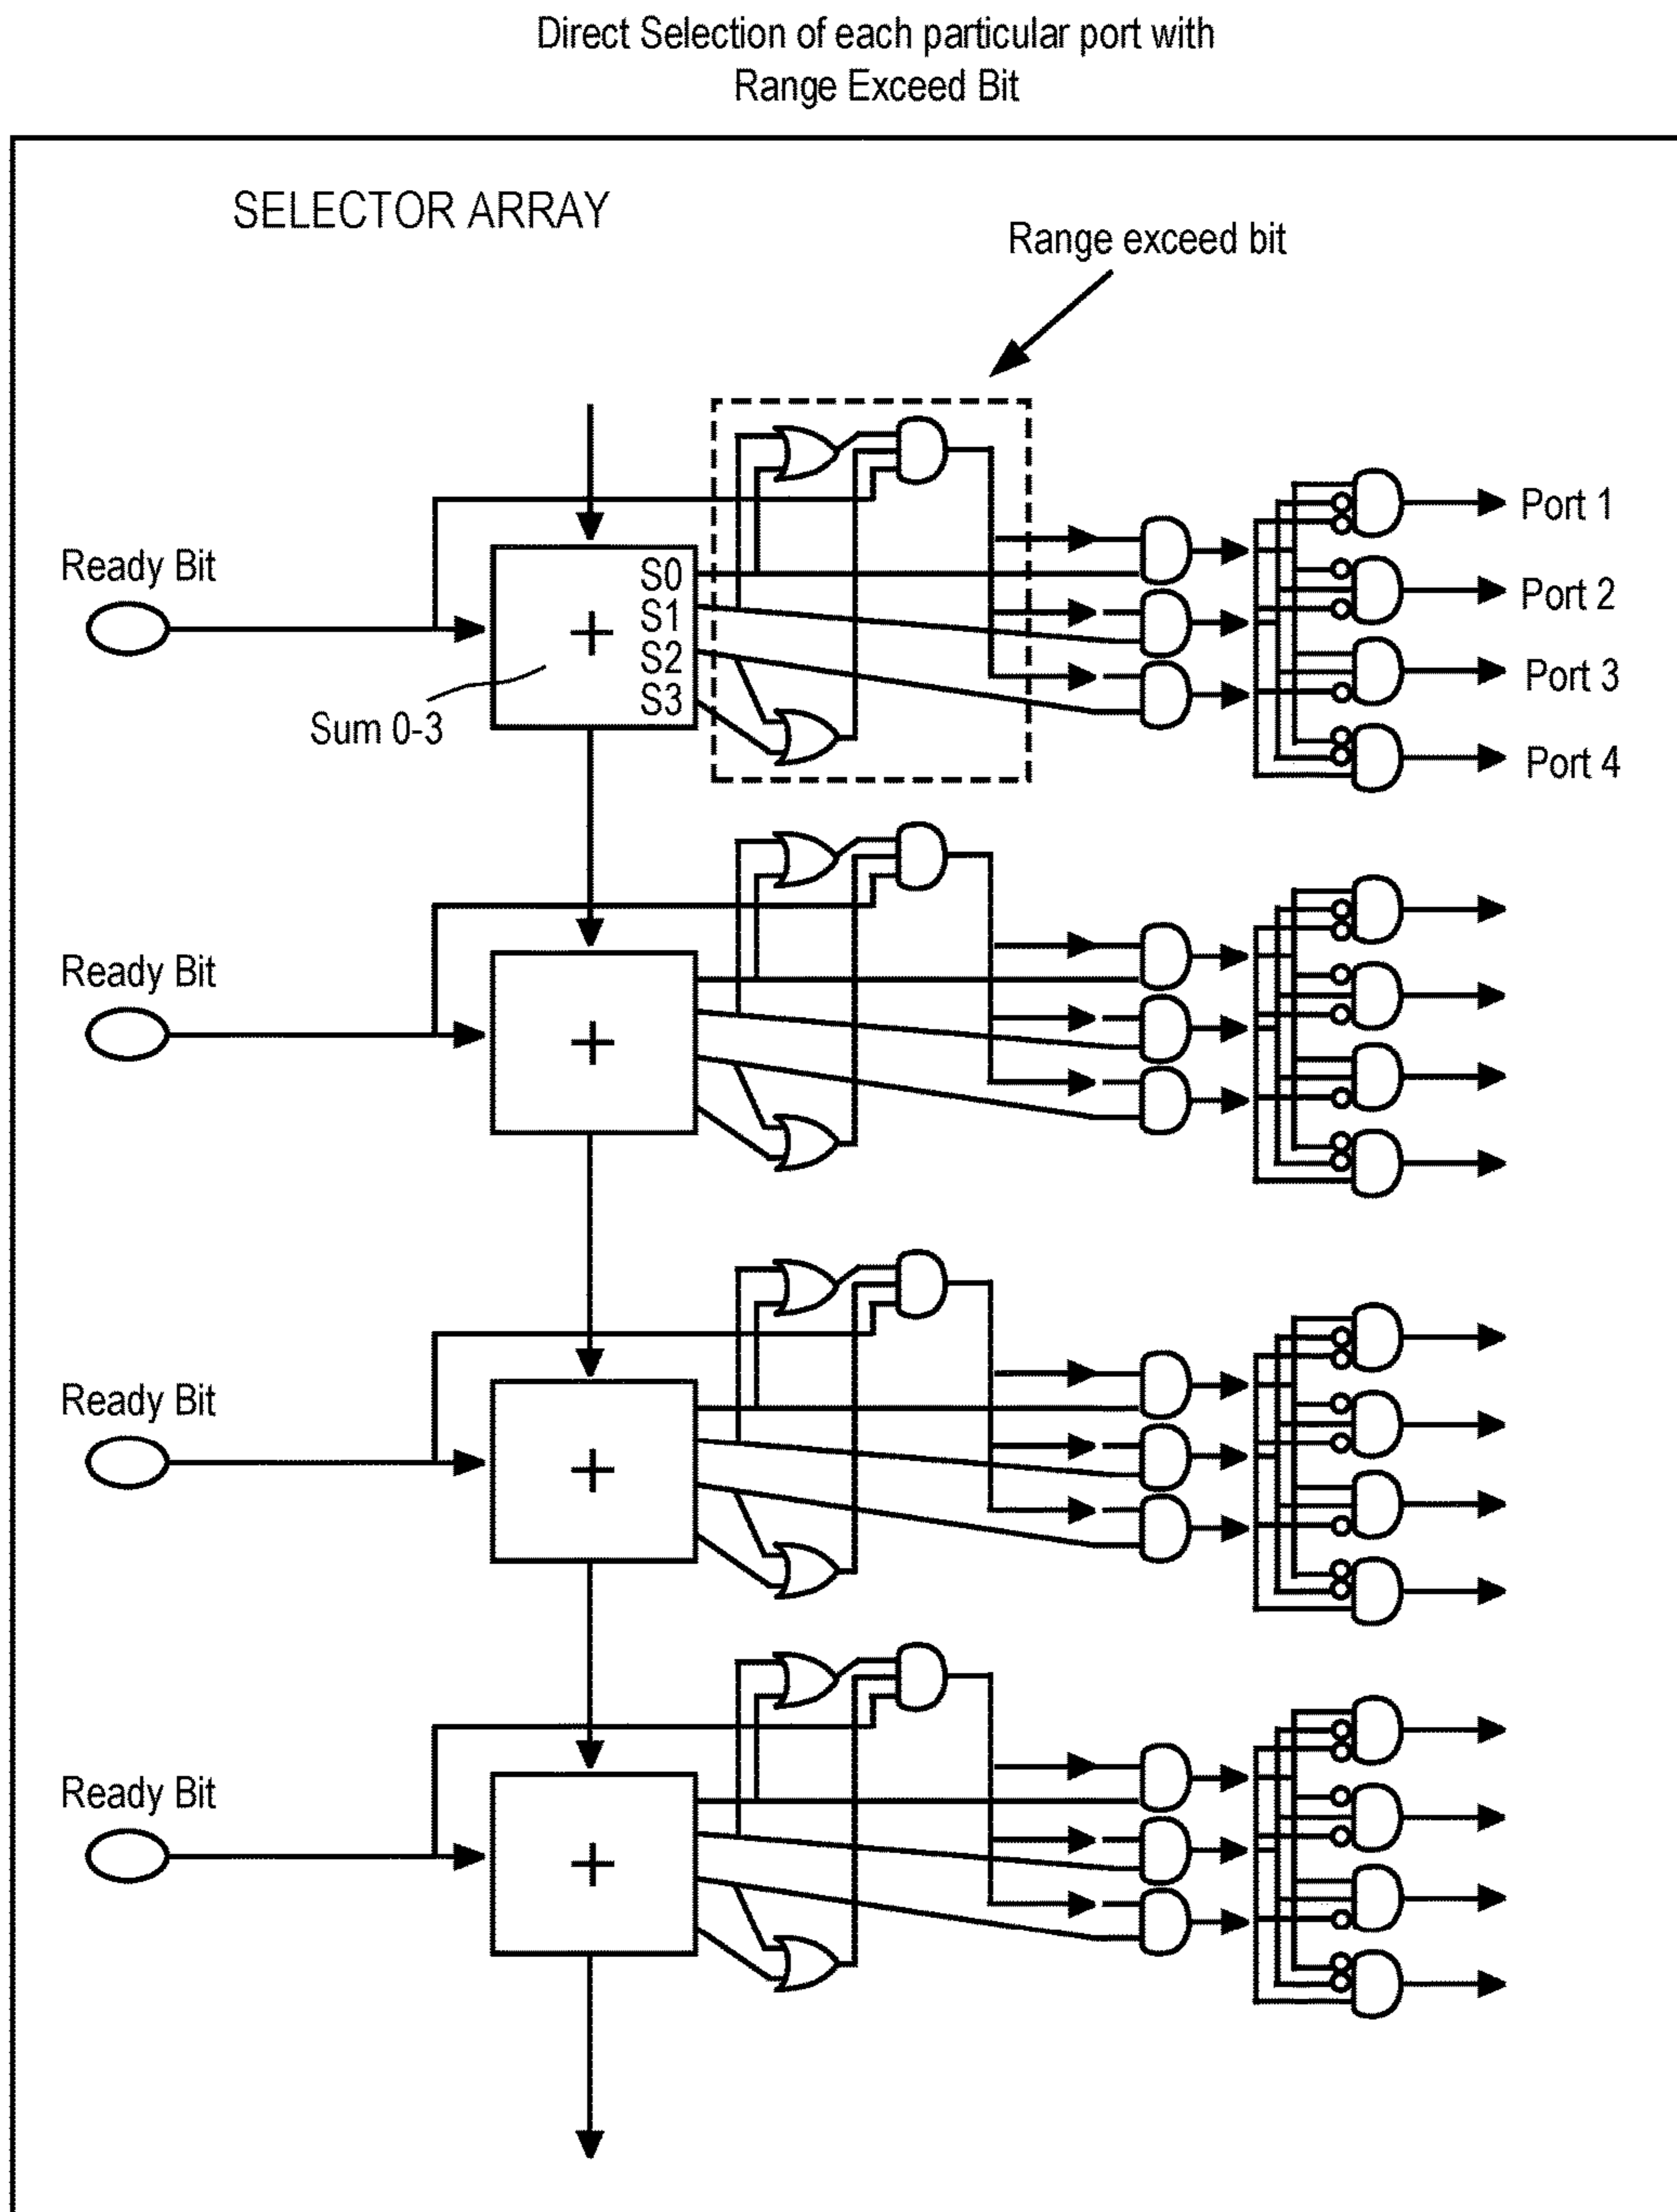 Direct Selection of each particular port with
Range Exceed Bit
SELECTOR ARRAY
Range exceed bit
Ready Bit
S0
S1
S2
S3
+
Sum 0-3
Port 1
Port 2
Port 3
Port 4
Ready Bit
+
Ready Bit
+
Ready Bit
+